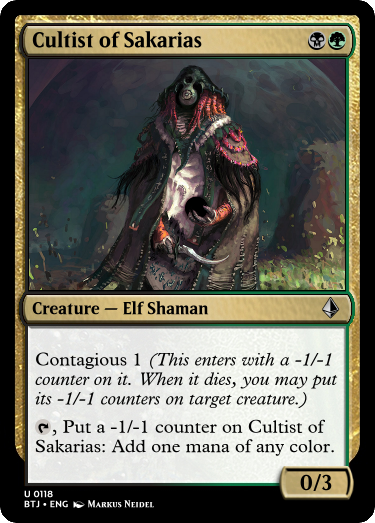 Cultist of Sakarias
Creature — Elf Shaman
Contagious 1 (This enters with a -1/-1
counter on it. When it dies, you may put
its -1/-1 counters on target creature.)
, Put a -1/-1 counter on Cultist of
Sakarias: Add one mana of any color.
0/3
U 0118
BTJ • ENG Markus Neidel